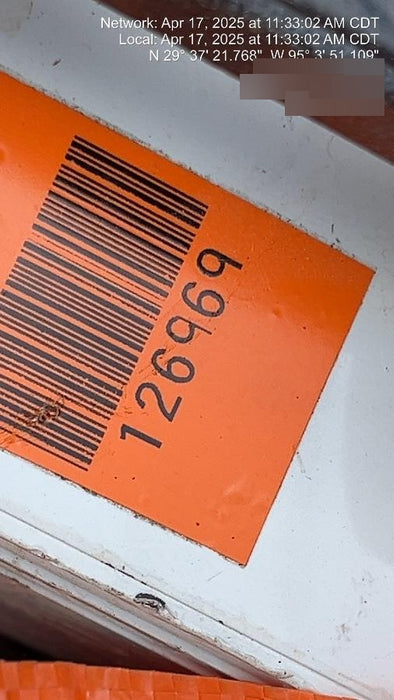 Network: Apr 17, 2025 at 11:33:02 AM CDT
Local: Apr 17, 2025 at 11:33:02 AM CDT
N 29° 37' 21.768", W 95° 3' 51.109"
126969